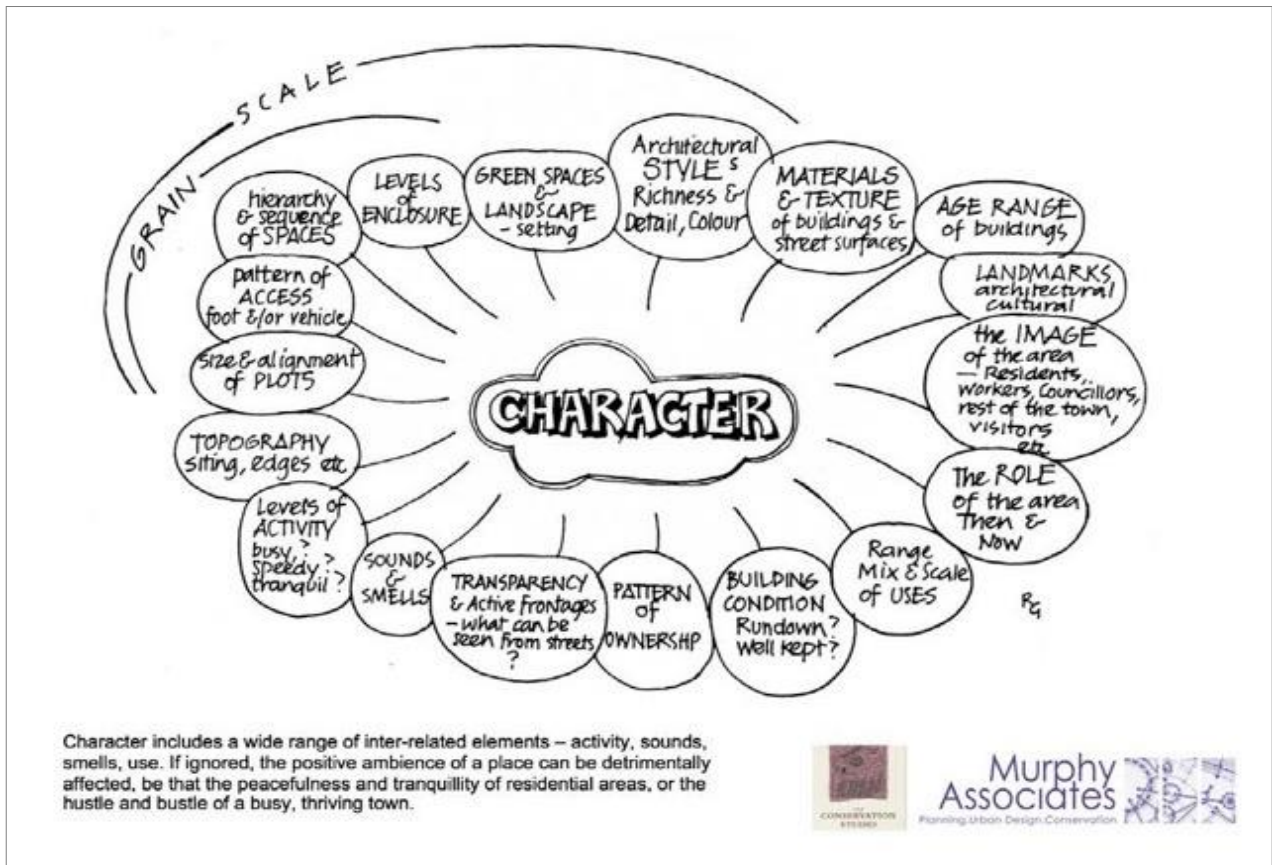 SCALE
GRAIN
hierarchy
& sequence
of SPACES
LEVELS
of
ENCLOSURE
GREEN SPACES
&
LANDSCAPE
- setting
Architectural
STYLEs
Richness &
Detail, Colour
MATERIALS
& TEXTURE
of buildings &
street surfaces
AGE RANGE
of buildings
LANDMARKS
architectural
cultural
the IMAGE
of the area
— Residents,
workers, Councillors,
rest of the town,
visitors
etc
The ROLE
of the area
Then &
Now
Range
Mix & Scale
of USES
BUILDING
CONDITION
Rundown?
Well kept?
PATTERN
of
OWNERSHP
TRANSPARENCY
& Active frontages
- what can be
seen from streets
?
SOUNDS
&
SMELLS
Levels of
ACTIVITY
busy?
speedy?
tranquil?
TOPOGRAPHY
siting, edges etc
size & alignment
of PLOTS
pattern of
ACCESS
foot &/or vehicle
CHARACTER
RG
Character includes a wide range of inter-related elements – activity, sounds,
smells, use. If ignored, the positive ambience of a place can be detrimentally
affected, be that the peacefulness and tranquillity of residential areas, or the
hustle and bustle of a busy, thriving town.
THE
CONSERVATION
STUDIO
Murphy
Associates
Planning.Urban Design.Conservation